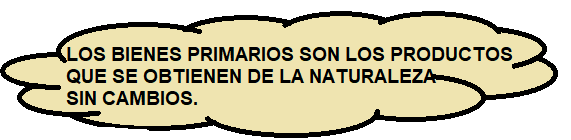 LOS BIENES PRIMARIOS SON LOS PRODUCTOS
QUE SE OBTIENEN DE LA NATURALEZA
SIN CAMBIOS.